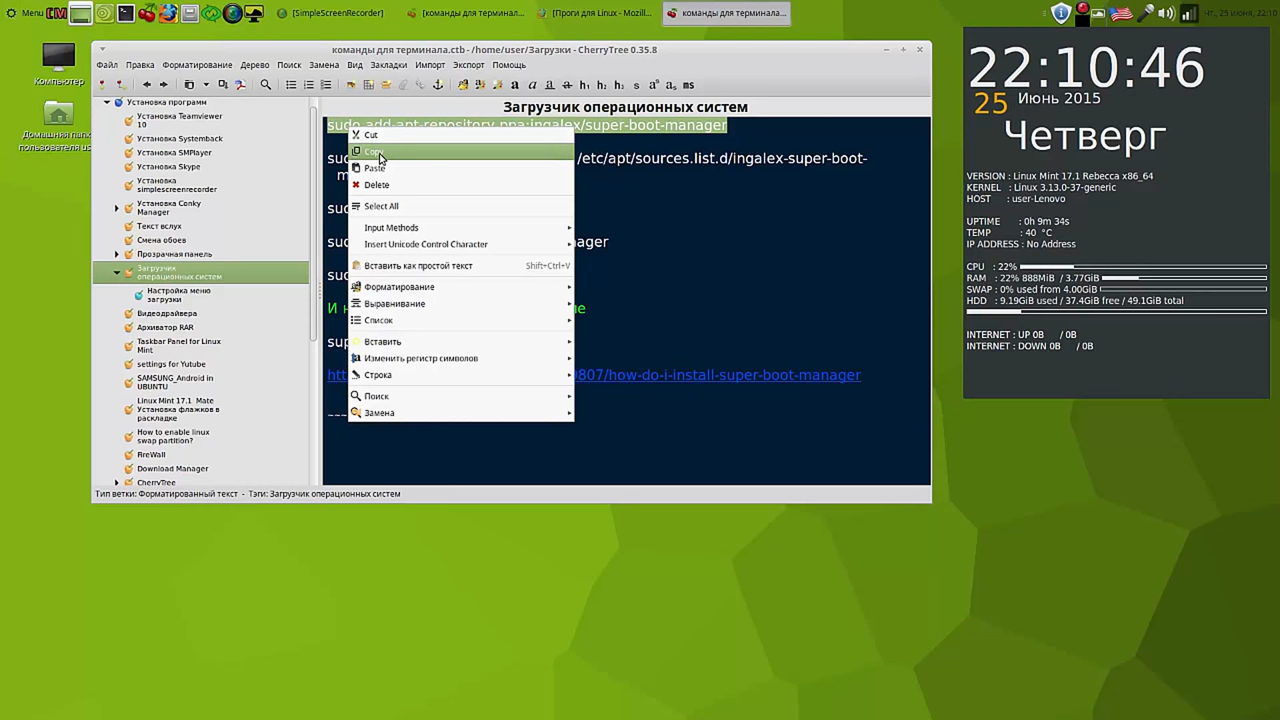 Menu
[SimpleScreenRecorder]
[команды для терминала...
[Проги для Linux - Mozill...
команды для терминала...
чт, 25 июня, 22:10
Компьютер
Домашняя папка
пользователя us
команды для терминала.ctb - /home/user/Загрузки - CherryTree 0.35.8
Файл Правка Форматирование Дерево Поиск Замена Вид Закладки Импорт Экспорт Помощь
Установка программ
Установка Teamviewer
10
Установка Systemback
Установка SMPlayer
Установка Skype
Установка
simplescreenrecorder
Установка Conky
Manager
Текст вслух
Смена обоев
Прозрачная панель
Загрузчик
операционных систем
Настройка меню
загрузки
Видеодрайвера
Архиватор RAR
Taskbar Panel for Linux
Mint
settings for Yutube
SAMSUNG_Android in
UBUNTU
Linux Mint 17.1 Mate
Установка флажков в
раскладке
How to enable linux
swap partition?
FireWall
Download Manager
CherryTree
Загрузчик операционных систем
sudo add-apt-repository ppa:ingalex/super-boot-manager
/etc/apt/sources.list.d/ingalex-super-boot-
9807/how-do-i-install-super-boot-manager
Cut
Copy
Paste
Delete
Select All
Input Methods
Insert Unicode Control Character
Вставить как простой текст Shift+Ctrl+V
Форматирование
Выравнивание
Список
Вставить
Изменить регистр символов
Строка
Поиск
Замена
Тип ветки: Форматированный текст - Тэги: Загрузчик операционных систем
22:10:46
25 Июнь 2015
Четверг
VERSION : Linux Mint 17.1 Rebecca x86_64
KERNEL : Linux 3.13.0-37-generic
HOST : user-Lenovo
UPTIME : 0h 9m 34s
TEMP : 40 °C
IP ADDRESS : No Address
CPU : 22%
RAM : 22% 888MiB / 3.77GiB
SWAP : 0% used from 4.00GiB
HDD : 9.19GiB used / 37.4GiB free / 49.1GiB total
INTERNET : UP 0B / 0B
INTERNET : DOWN 0B / 0B